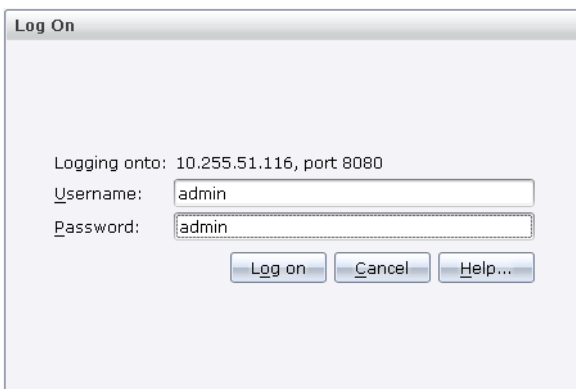 Log On
Logging onto: 10.255.51.116, port 8080
Username: admin
Password: admin
Log on Cancel Help...